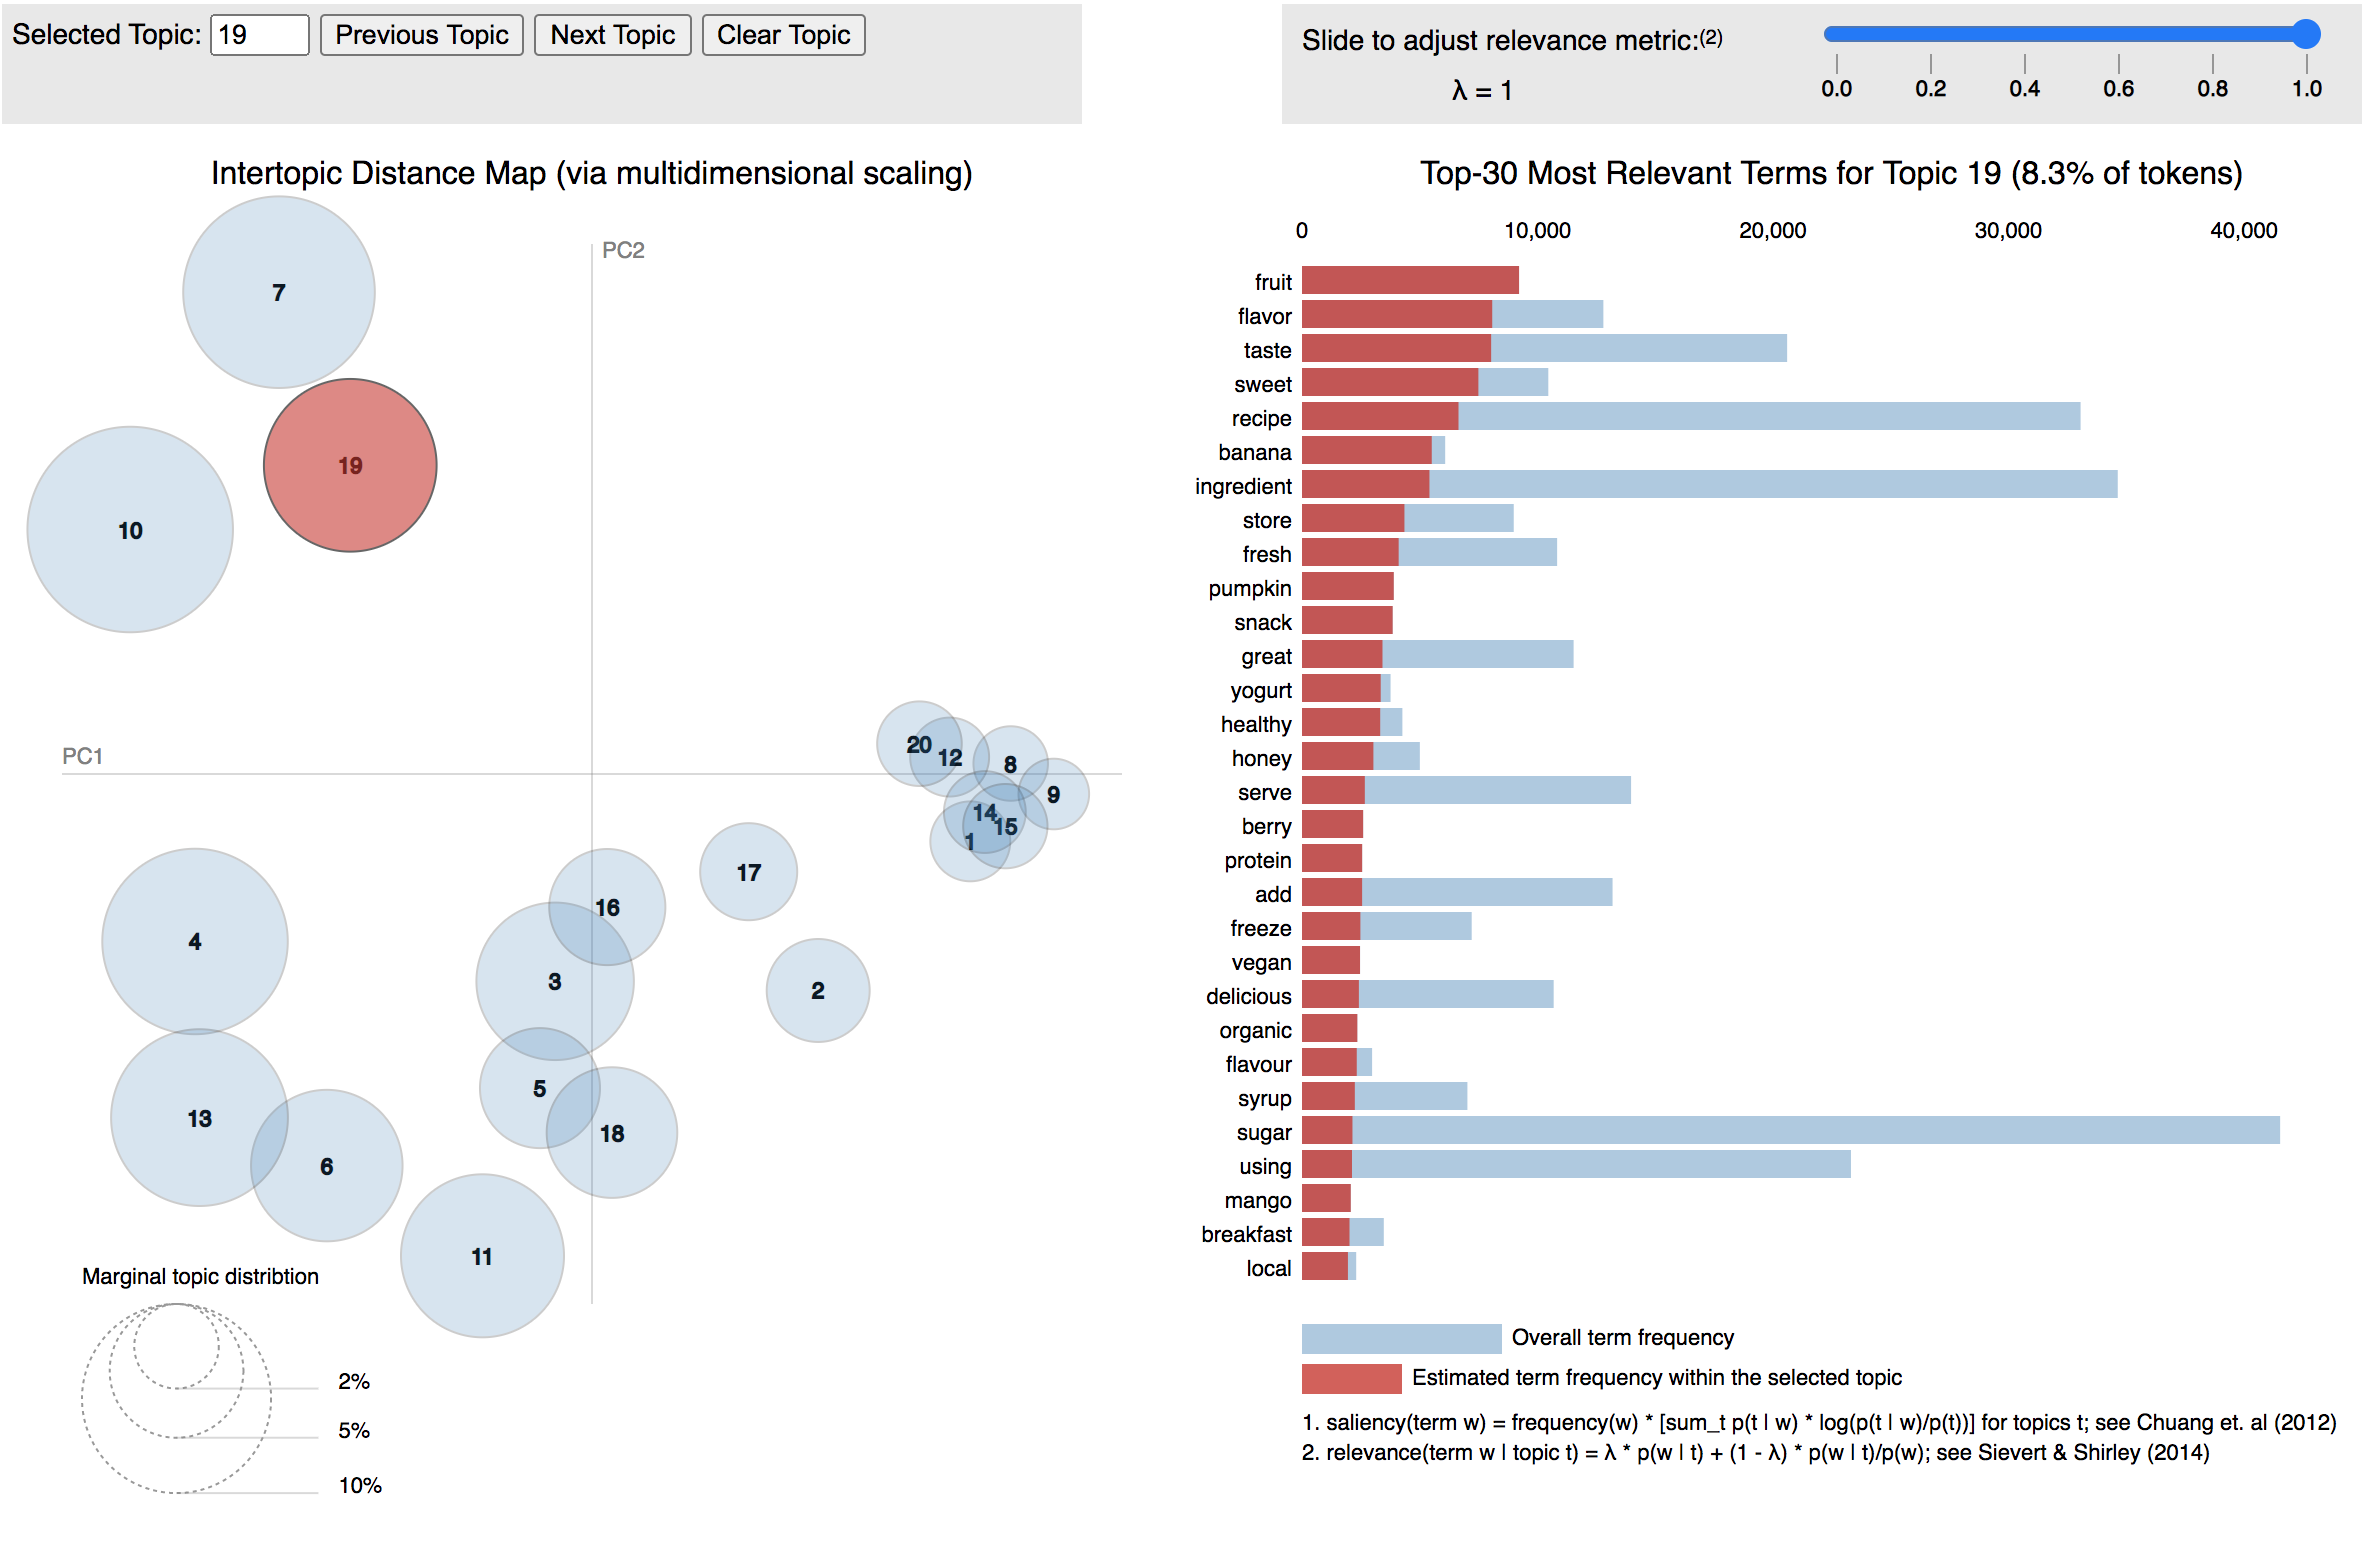 Selected Topic: 19 Previous Topic Next Topic Clear Topic
Slide to adjust relevance metric:(2)
λ = 1
0.0 0.2 0.4 0.6 0.8 1.0
Intertopic Distance Map (via multidimensional scaling)
PC2
PC1
7
19
10
20
12
8
9
14
15
1
17
16
4
3
2
5
13
18
6
11
Marginal topic distribtion
2%
5%
10%
Top-30 Most Relevant Terms for Topic 19 (8.3% of tokens)
0 10,000 20,000 30,000 40,000
fruit
flavor
taste
sweet
recipe
banana
ingredient
store
fresh
pumpkin
snack
great
yogurt
healthy
honey
serve
berry
protein
add
freeze
vegan
delicious
organic
flavour
syrup
sugar
using
mango
breakfast
local
Overall term frequency
Estimated term frequency within the selected topic
1. saliency(term w) = frequency(w) * [sum_t p(t | w) * log(p(t | w)/p(t))] for topics t; see Chuang et. al (2012)
2. relevance(term w | topic t) = λ * p(w | t) + (1 - λ) * p(w | t)/p(w); see Sievert & Shirley (2014)